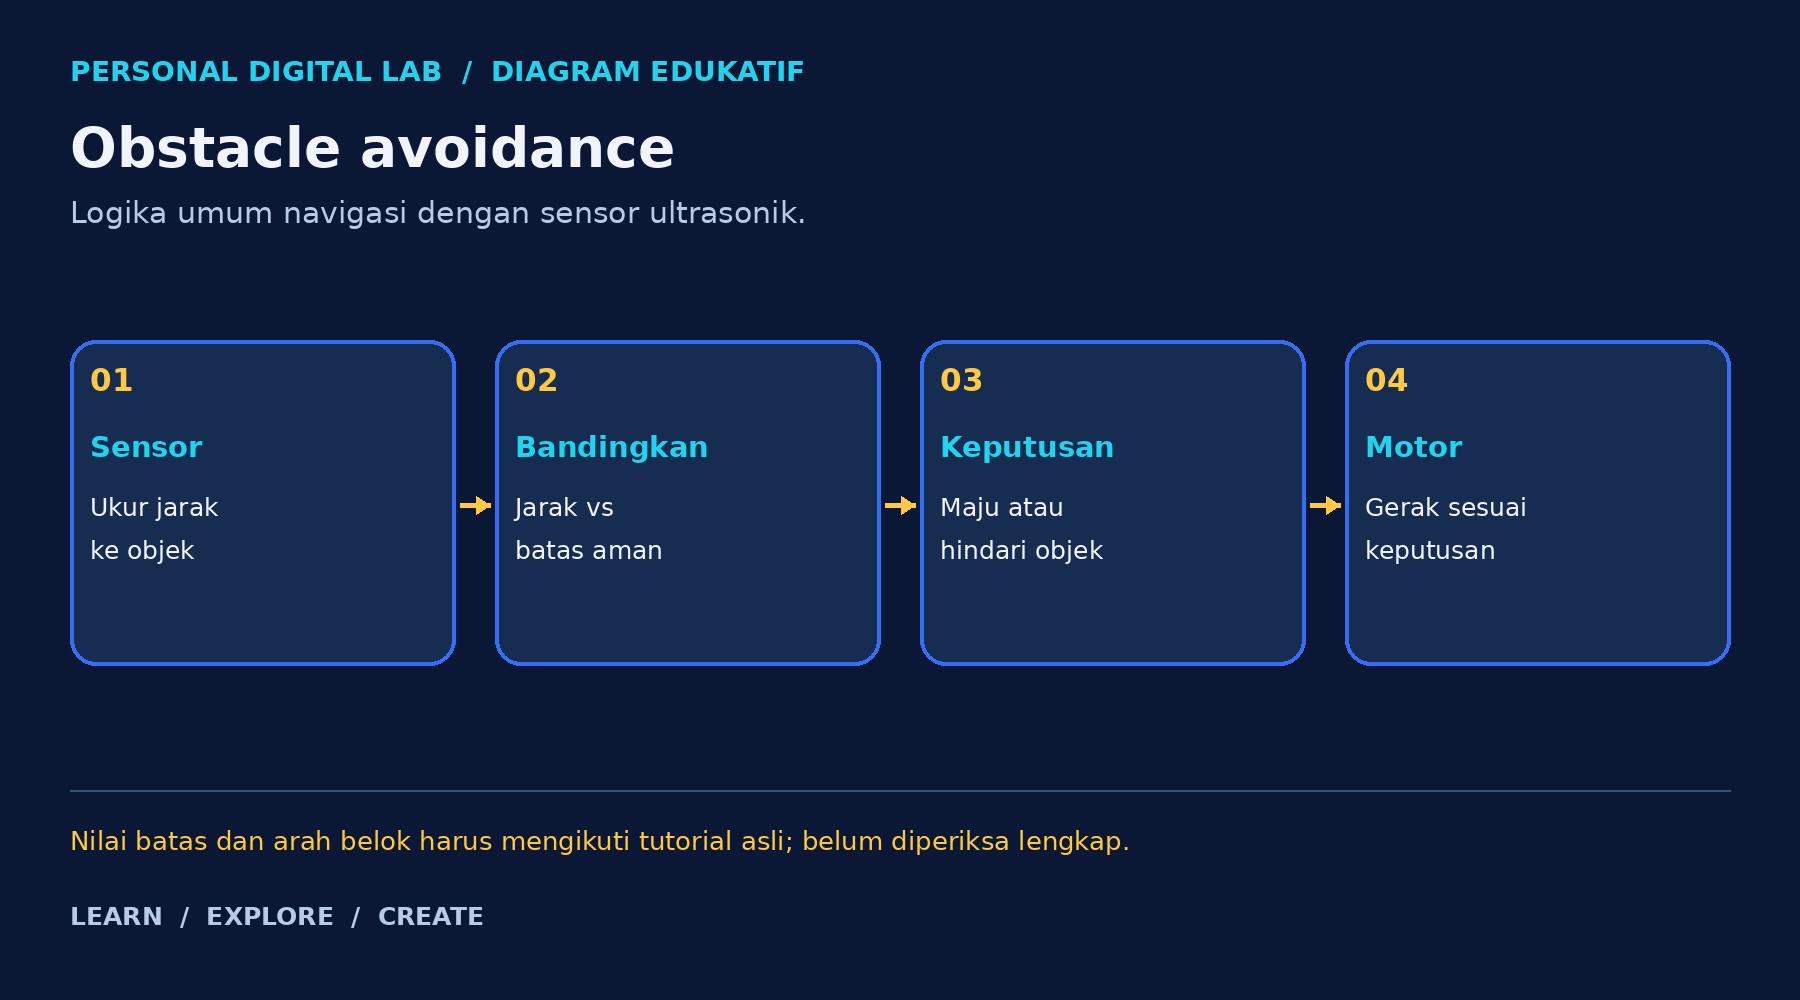 PERSONAL DIGITAL LAB / DIAGRAM EDUKATIF
Obstacle avoidance
Logika umum navigasi dengan sensor ultrasonik.
01
Sensor
Ukur jarak
ke objek
02
Bandingkan
Jarak vs
batas aman
03
Keputusan
Maju atau
hindari objek
04
Motor
Gerak sesuai
keputusan
Nilai batas dan arah belok harus mengikuti tutorial asli; belum diperiksa lengkap.
LEARN / EXPLORE / CREATE